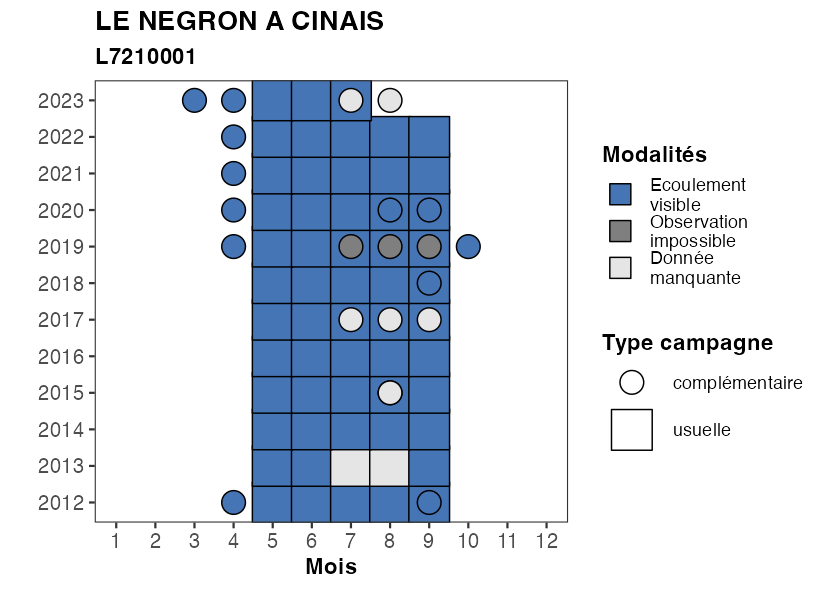 LE NEGRON A CINAIS
L7210001
2023
2022
2021
2020
2019
2018
2017
2016
2015
2014
2013
2012
1 2 3 4 5 6 7 8 9 10 11 12
Mois
Modalités
Ecoulement
visible
Observation
impossible
Donnée
manquante
Type campagne
complémentaire
usuelle